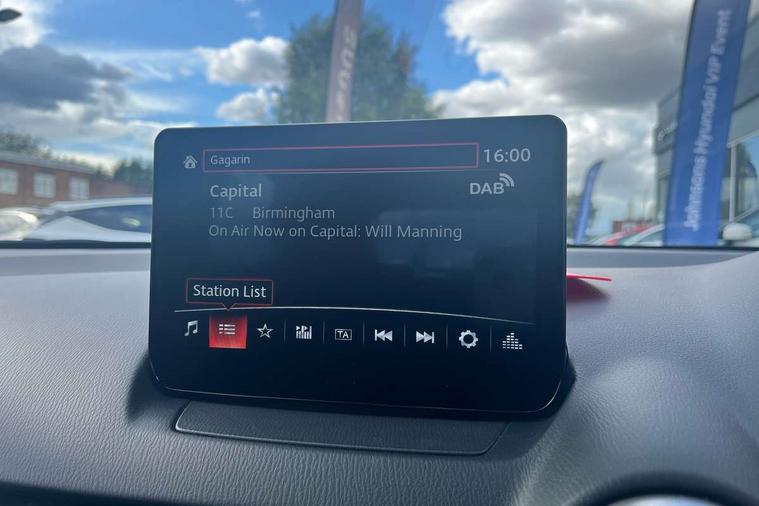 Gagarin
16:00
Capital
DAB
11C Birmingham
On Air Now on Capital: Will Manning
Station List
TA
Johnsons Hyundai VIP Event